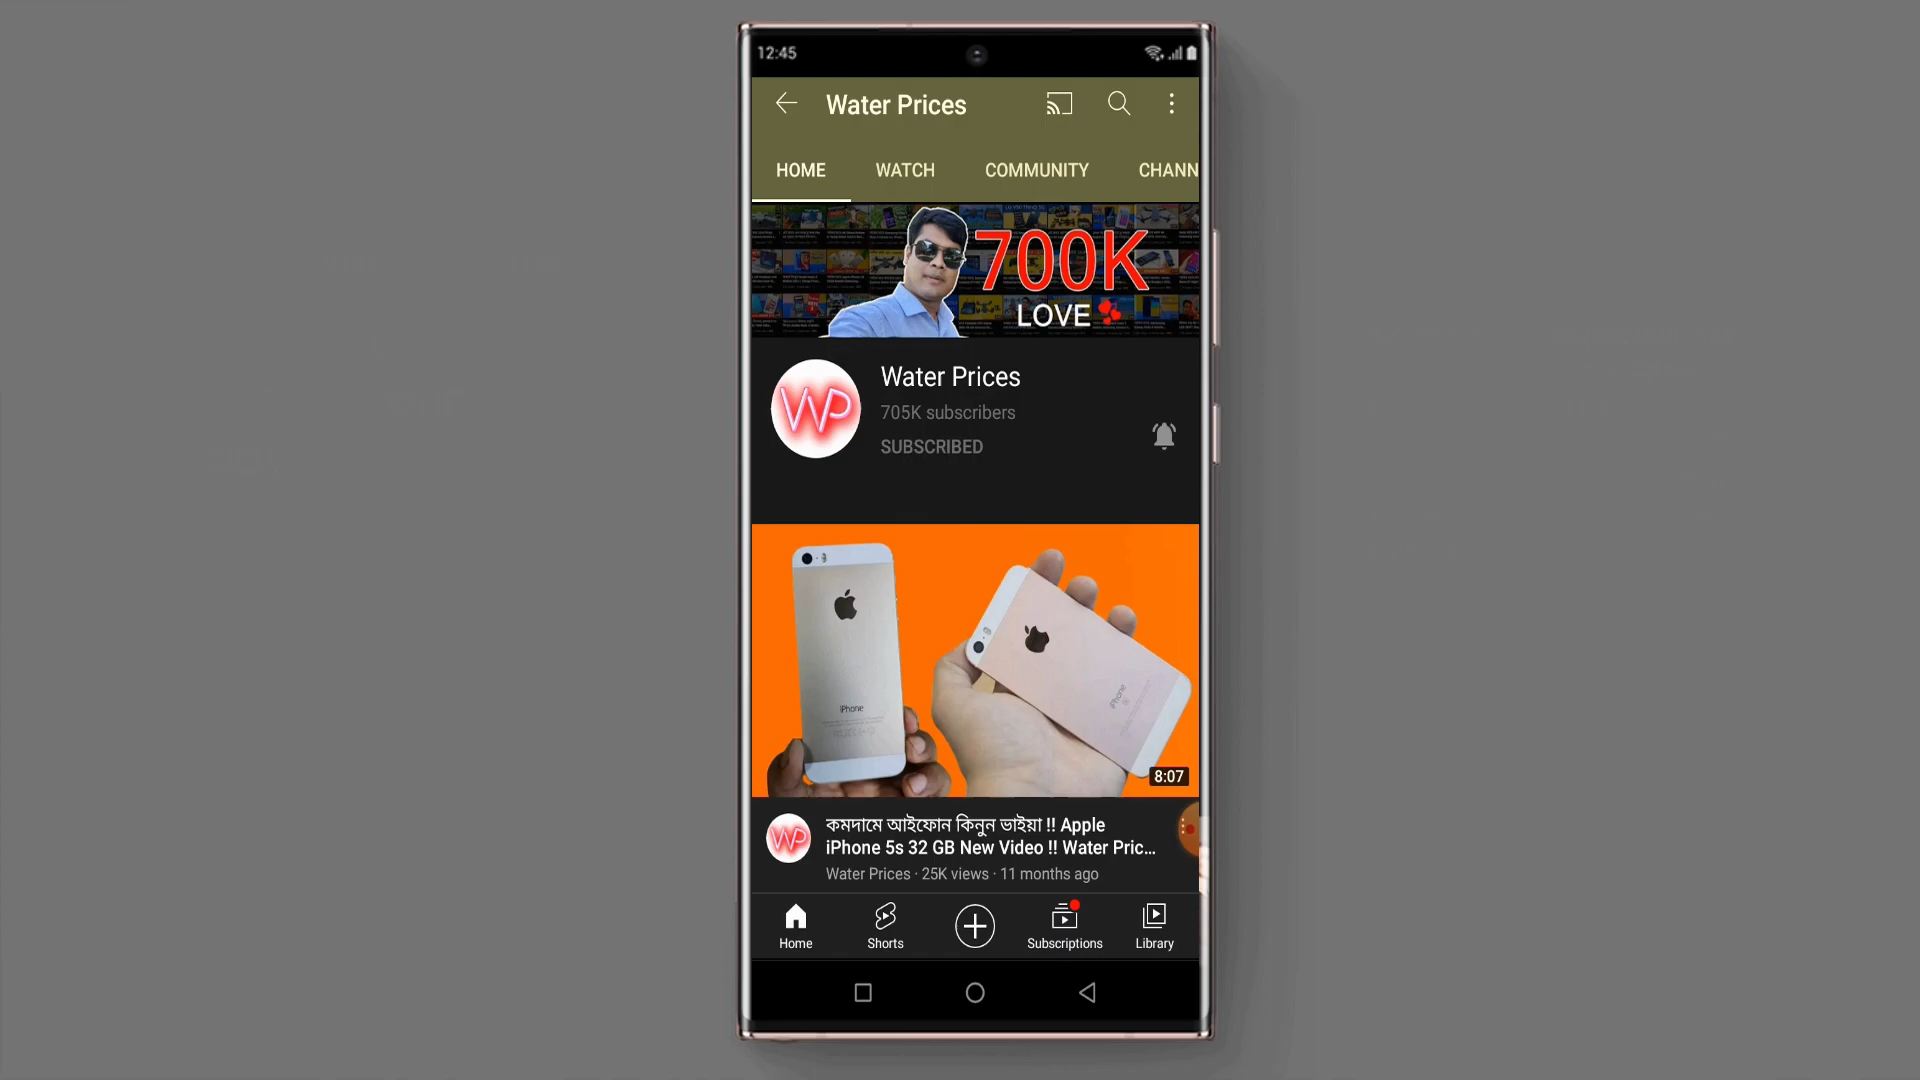 12:45
Water Prices
HOME WATCH COMMUNITY CHANN
700K
LOVE
WP
Water Prices
705K subscribers
SUBSCRIBED
iPhone
iPhone
8:07
WP
কমদামে আইফোন কিনুন ভাইয়া !! Apple
iPhone 5s 32 GB New Video !! Water Pric...
Water Prices · 25K views · 11 months ago
Home Shorts Subscriptions Library